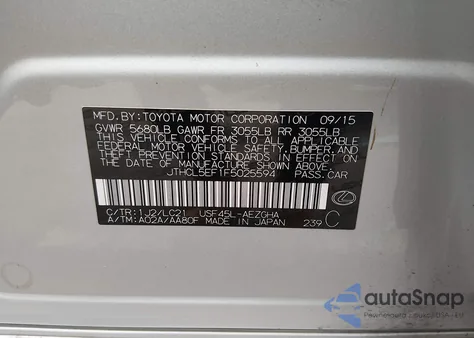 MFD.BY:TOYOTA MOTOR CORPORATION 09/15
GVWR 5680LB GAWR FR 3055LB RR 3055LB
THIS VEHICLE CONFORMS TO ALL APPLICABLE
FEDERAL MOTOR VEHICLE SAFETY, BUMPER, AND
THEFT PREVENTION STANDARDS IN EFFECT ON
THE DATE OF MANUFACTURE SHOWN ABOVE.
JTHCL5EF1F5025594 PASS.CAR
C/TR:1J2/LC21 USF45L-AEZGHA
A/TM:A02A/AA80F MADE IN JAPAN 239 C
autoSnap